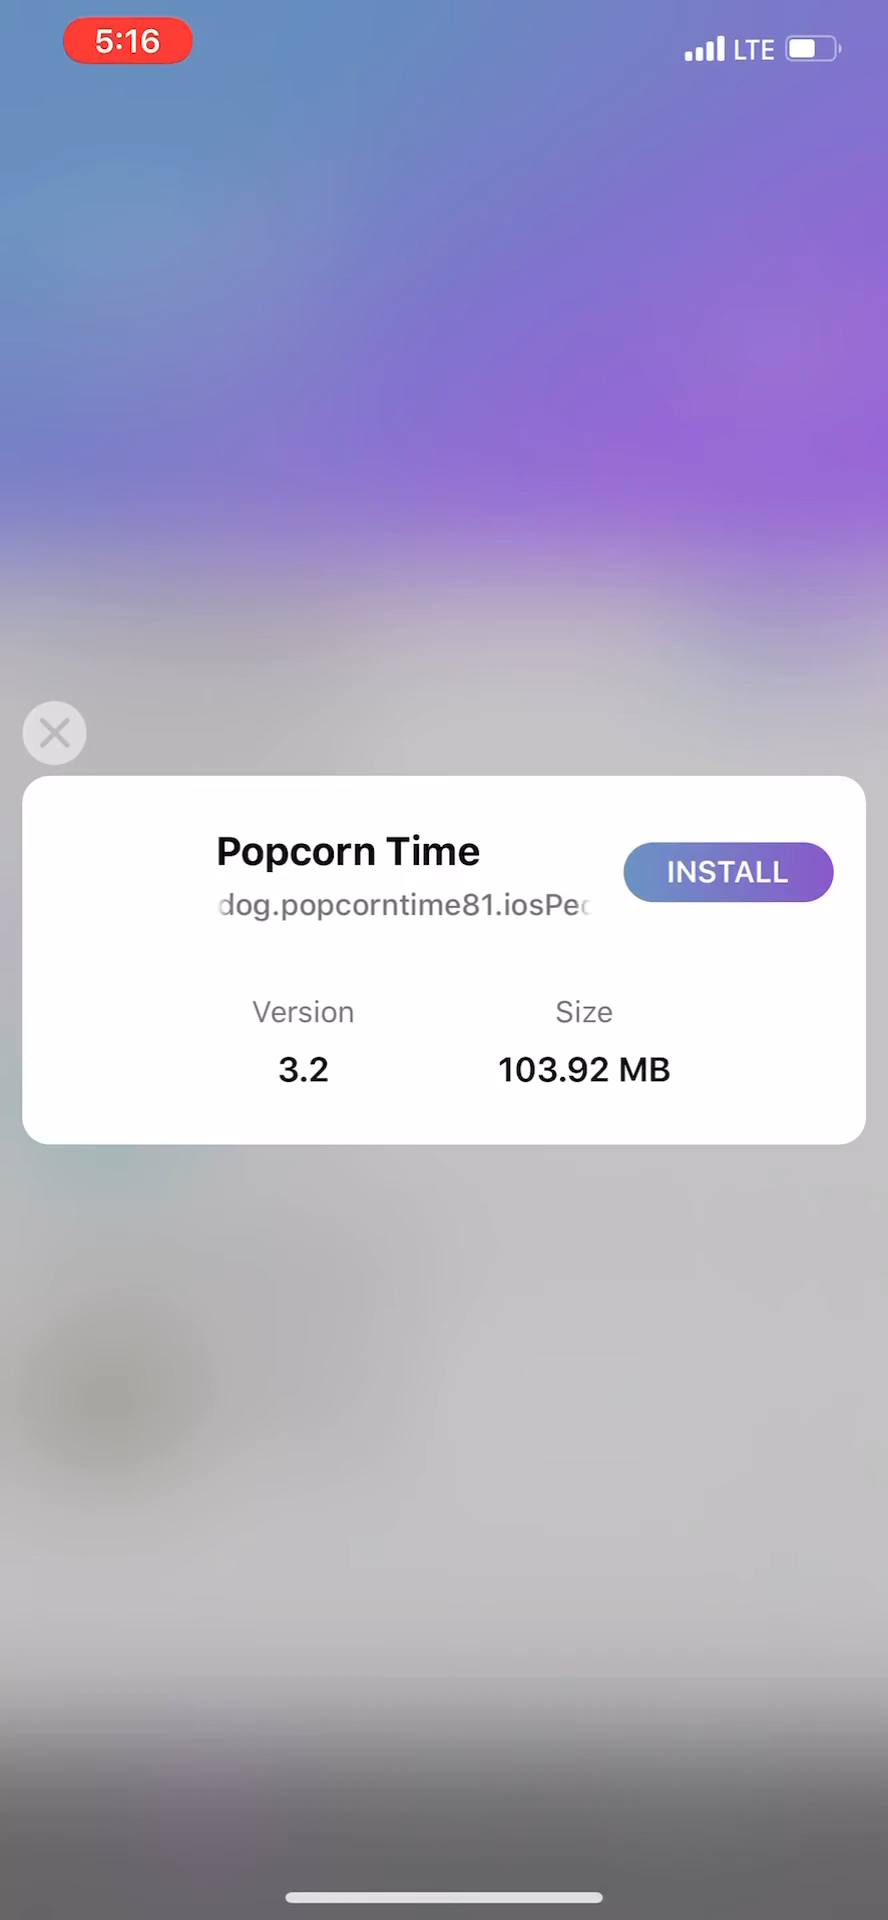 5:16
LTE
Popcorn Time
INSTALL
dog.popcorntime81.iosPe
Version
Size
3.2
103.92 MB